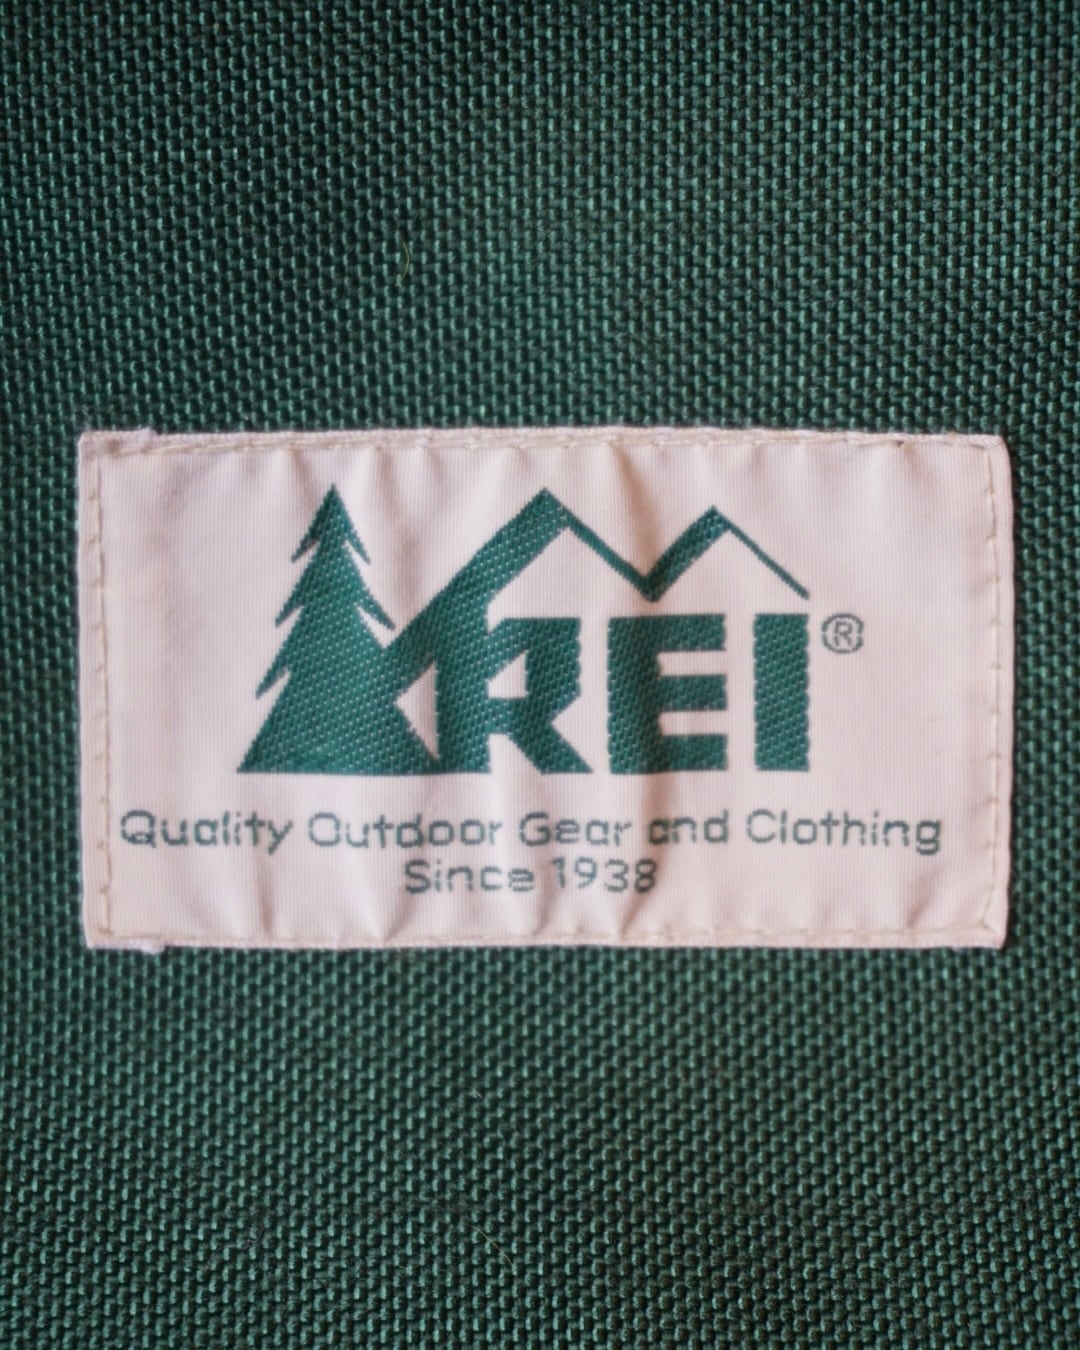 REI®
Quality Outdoor Gear and Clothing
Since 1938